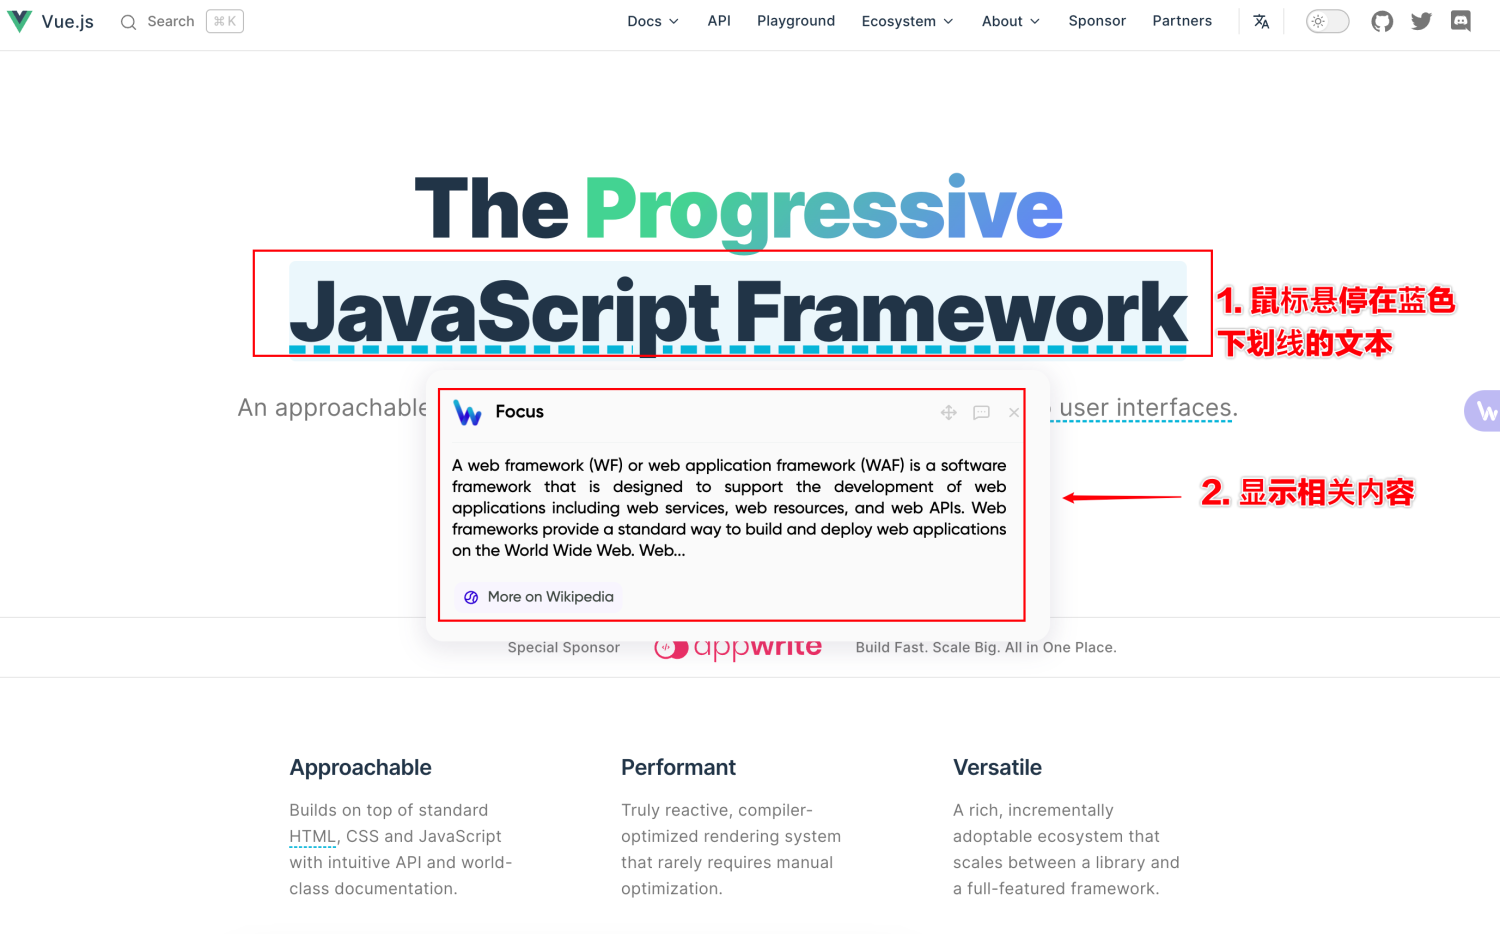 Vue.js Search ⌘ K Docs API Playground Ecosystem About Sponsor Partners
The Progressive
JavaScript Framework
1. 鼠标悬停在蓝色
下划线的文本
An approachable
user interfaces.
Focus
A web framework (WF) or web application framework (WAF) is a software
framework that is designed to support the development of web
applications including web services, web resources, and web APIs. Web
frameworks provide a standard way to build and deploy web applications
on the World Wide Web. Web...
More on Wikipedia
2. 显示相关内容
Special Sponsor appwrite Build Fast. Scale Big. All in One Place.
Approachable
Builds on top of standard
HTML, CSS and JavaScript
with intuitive API and world-
class documentation.
Performant
Truly reactive, compiler-
optimized rendering system
that rarely requires manual
optimization.
Versatile
A rich, incrementally
adoptable ecosystem that
scales between a library and
a full-featured framework.